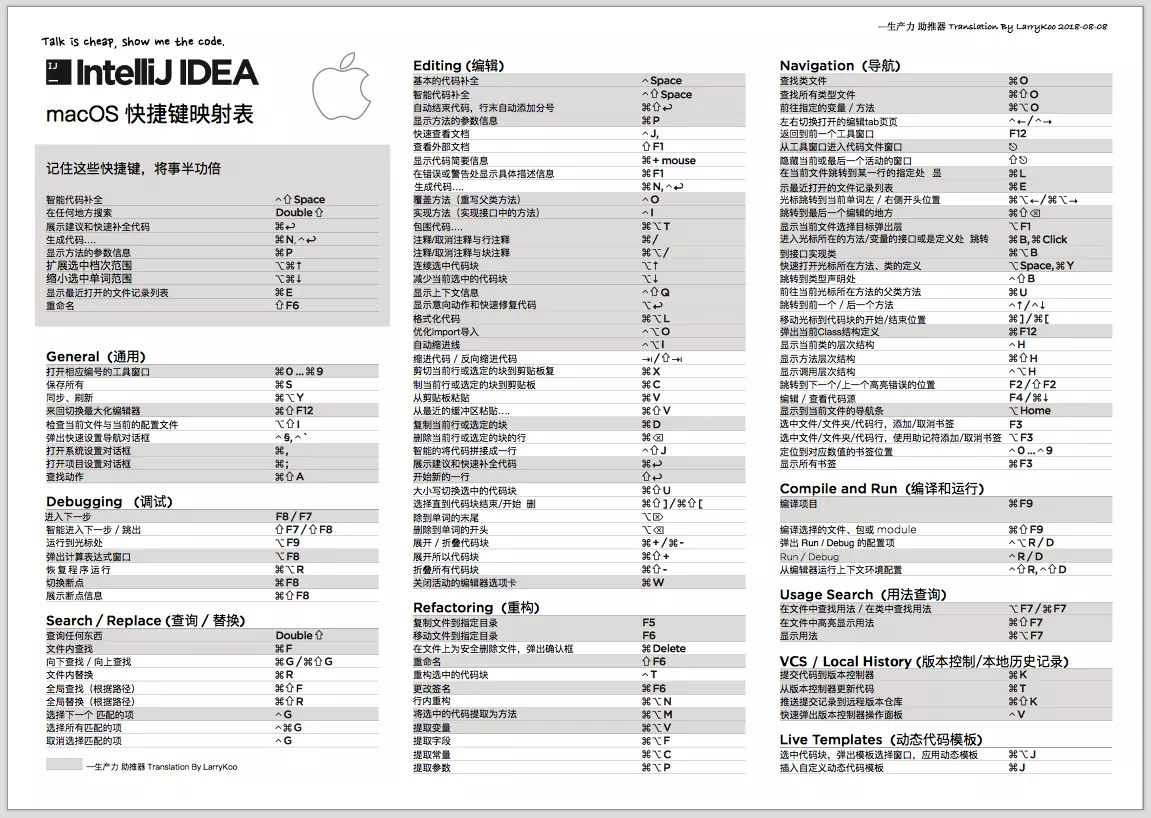 一生产力 助推器 Translation By LarryKoo 2018-08-08
Talk is cheap, show me the code.
IJ IntelliJ IDEA
macOS 快捷键映射表
记住这些快捷键，将事半功倍
智能代码补全 ^⇧Space
在任何地方搜索 Double⇧
展示建议和快速补全代码 ⌘↩
生成代码.... ⌘N, ^↩
显示方法的参数信息 ⌘P
扩展选中档次范围 ⌥⌘↑
缩小选中单词范围 ⌥⌘↓
显示最近打开的文件记录列表 ⌘E
重命名 ⇧F6
General（通用）
打开相应编号的工具窗口 ⌘0...⌘9
保存所有 ⌘S
同步、刷新 ⌘⌥Y
来回切换最大化编辑器 ⌘⇧F12
检查当前文件与当前的配置文件 ⌥⇧I
弹出快速设置导航对话框 ^§, ^`
打开系统设置对话框 ⌘,
打开项目设置对话框 ⌘;
查找动作 ⌘⇧A
Debugging （调试）
进入下一步 F8 / F7
智能进入下一步 / 跳出 ⇧F7 / ⇧F8
运行到光标处 ⌥F9
弹出计算表达式窗口 ⌥F8
恢复程序运行 ⌘⌥R
切换断点 ⌘F8
展示断点信息 ⌘⇧F8
Search / Replace (查询 / 替换)
查询任何东西 Double⇧
文件内查找 ⌘F
向下查找 / 向上查找 ⌘G / ⌘⇧G
文件内替换 ⌘R
全局查找（根据路径） ⌘⇧F
全局替换（根据路径） ⌘⇧R
选择下一个 匹配的项 ^G
选择所有匹配的项 ^⌘G
取消选择匹配的项 ^G
一生产力 助推器 Translation By LarryKoo
Editing (编辑)
基本的代码补全 ^Space
智能代码补全 ^⇧Space
自动结束代码，行末自动添加分号 ⌘⇧↩
显示方法的参数信息 ⌘P
快速查看文档 ^J,
查看外部文档 ⇧F1
显示代码简要信息 ⌘+ mouse
在错误或警告处显示具体描述信息 ⌘F1
生成代码.... ⌘N, ^↩
覆盖方法（重写父类方法） ^O
实现方法（实现接口中的方法） ^I
包围代码.... ⌘⌥T
注释/取消注释与行注释 ⌘/
注释/取消注释与块注释 ⌘⌥/
连续选中代码块 ⌥↑
减少当前选中的代码块 ⌥↓
显示上下文信息 ^⇧Q
显示意向动作和快速修复代码 ⌥↩
格式化代码 ⌘⌥L
优化import导入 ^⌥O
自动缩进线 ^⌥I
缩进代码 / 反向缩进代码 ⇥/⇧⇥
剪切当前行或选定的块到剪贴板复 ⌘X
制当前行或选定的块到剪贴板 ⌘C
从剪贴板粘贴 ⌘V
从最近的缓冲区粘贴.... ⌘⇧V
复制当前行或选定的块 ⌘D
删除当前行或选定的块的行 ⌘⌫
智能的将代码拼接成一行 ^⇧J
展示建议和快速补全代码 ⌘↩
开始新的一行 ⇧↩
大小写切换选中的代码块 ⌘⇧U
选择直到代码块结束/开始 删 ⌘⇧]/⌘⇧[
除到单词的末尾 ⌥⌦
删除到单词的开头 ⌥⌫
展开 / 折叠代码块 ⌘+/⌘-
展开所以代码块 ⌘⇧+
折叠所有代码块 ⌘⇧-
关闭活动的编辑器选项卡 ⌘W
Refactoring（重构）
复制文件到指定目录 F5
移动文件到指定目录 F6
在文件上为安全删除文件，弹出确认框 ⌘Delete
重命名 ⇧F6
重构选中的代码块 ^T
更改签名 ⌘F6
行内重构 ⌘⌥N
将选中的代码提取为方法 ⌘⌥M
提取变量 ⌘⌥V
提取字段 ⌘⌥F
提取常量 ⌘⌥C
提取参数 ⌘⌥P
Navigation（导航）
查找类文件 ⌘O
查找所有类型文件 ⌘⇧O
前往指定的变量 / 方法 ⌘⌥O
左右切换打开的编辑tab页页 ^←/^→
返回到前一个工具窗口 F12
从工具窗口进入代码文件窗口 ⎋
隐藏当前或最后一个活动的窗口 ⇧⎋
在当前文件跳转到某一行的指定处 显 ⌘L
示最近打开的文件记录列表 ⌘E
光标跳转到当前单词左 / 右侧开头位置 ⌘⌥←/⌘⌥→
跳转到最后一个编辑的地方 ⌘⇧⌫
显示当前文件选择目标弹出层 ⌥F1
进入光标所在的方法/变量的接口或是定义处 跳转 ⌘B, ⌘Click
到接口实现类 ⌘⌥B
快速打开光标所在方法、类的定义 ⌥Space, ⌘Y
跳转到类型声明处 ^⇧B
前往当前光标所在方法的父类方法 ⌘U
跳转到前一个 / 后一个方法 ^↑/^↓
移动光标到代码块的开始/结束位置 ⌘]/⌘[
弹出当前Class结构定义 ⌘F12
显示当前类的层次结构 ^H
显示方法层次结构 ⌘⇧H
显示调用层次结构 ^⌥H
跳转到下一个/上一个高亮错误的位置 F2 / ⇧F2
编辑 / 查看代码源 F4 / ⌘↓
显示到当前文件的导航条 ⌥Home
选中文件/文件夹/代码行，添加/取消书签 F3
选中文件/文件夹/代码行，使用助记符添加/取消书签 ⌥F3
定位到对应数值的书签位置 ^0...^9
显示所有书签 ⌘F3
Compile and Run（编译和运行）
编译项目 ⌘F9
编译选择的文件、包或 module ⌘⇧F9
弹出 Run / Debug 的配置项 ^⌥R / D
Run / Debug ^R / D
从编辑器运行上下文环境配置 ^⇧R, ^⇧D
Usage Search（用法查询）
在文件中查找用法 / 在类中查找用法 ⌥F7 / ⌘F7
在文件中高亮显示用法 ⌘⇧F7
显示用法 ⌘⌥F7
VCS / Local History (版本控制/本地历史记录)
提交代码到版本控制器 ⌘K
从版本控制器更新代码 ⌘T
推送提交记录到远程版本仓库 ⌘⇧K
快速弹出版本控制器操作面板 ^V
Live Templates（动态代码模板）
选中代码块，弹出模板选择窗口，应用动态模板 ⌘⌥J
插入自定义动态代码模板 ⌘J